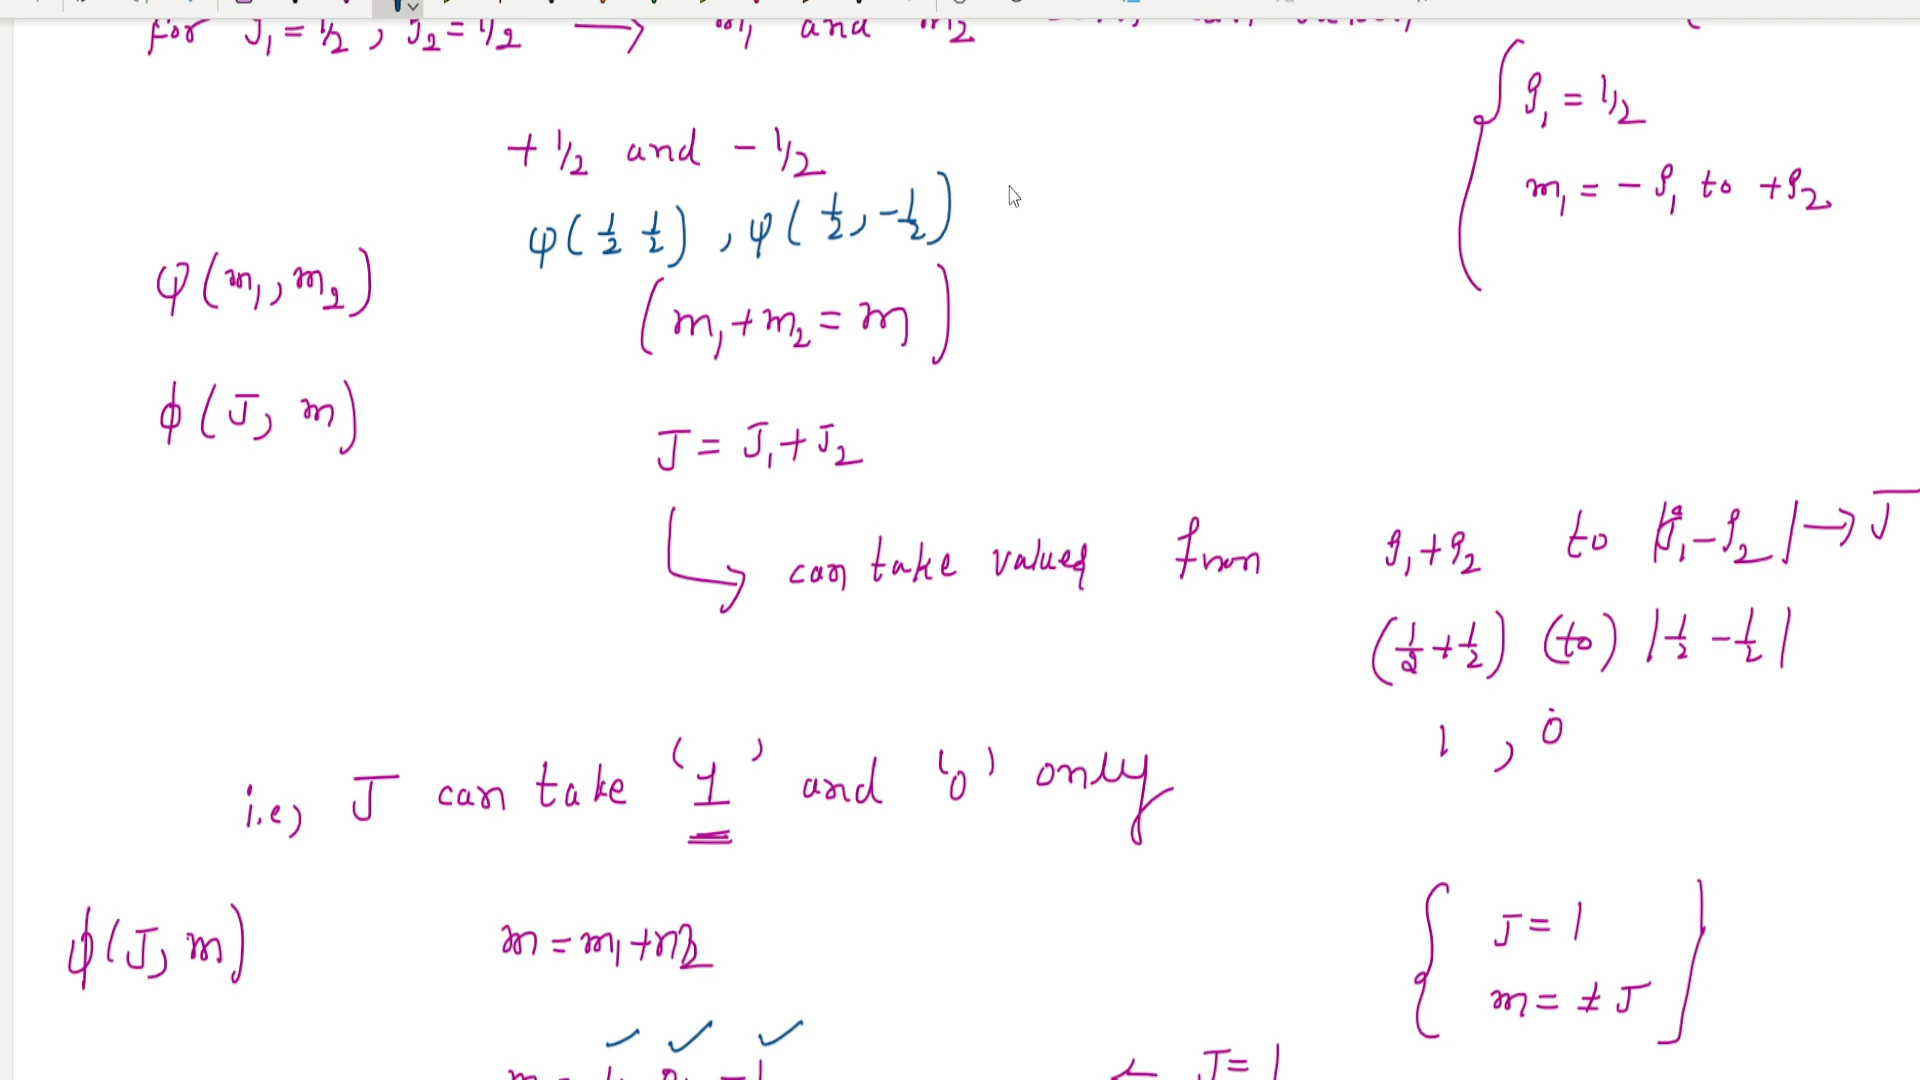 For J₁ = 1/2 , J₂ = 1/2 → m₁ and m₂
+ 1/2 and - 1/2
ψ( 1/2 1/2 ) , ψ( 1/2, -1/2 )
ψ(m₁, m₂)
(m₁ + m₂ = m)
ϕ(J, m)
J = J₁ + J₂
can take values from j₁ + j₂ to |j₁ - j₂| → J
(1/2 + 1/2) (to) |1/2 - 1/2|
1 , 0
i.e) J can take '1' and '0' only
j₁ = 1/2
m₁ = - j₁ to + j₂
ϕ(J, m) m = m₁ + m2
J = 1
m = ± J
m = 1, 0, -1 ← J = 1